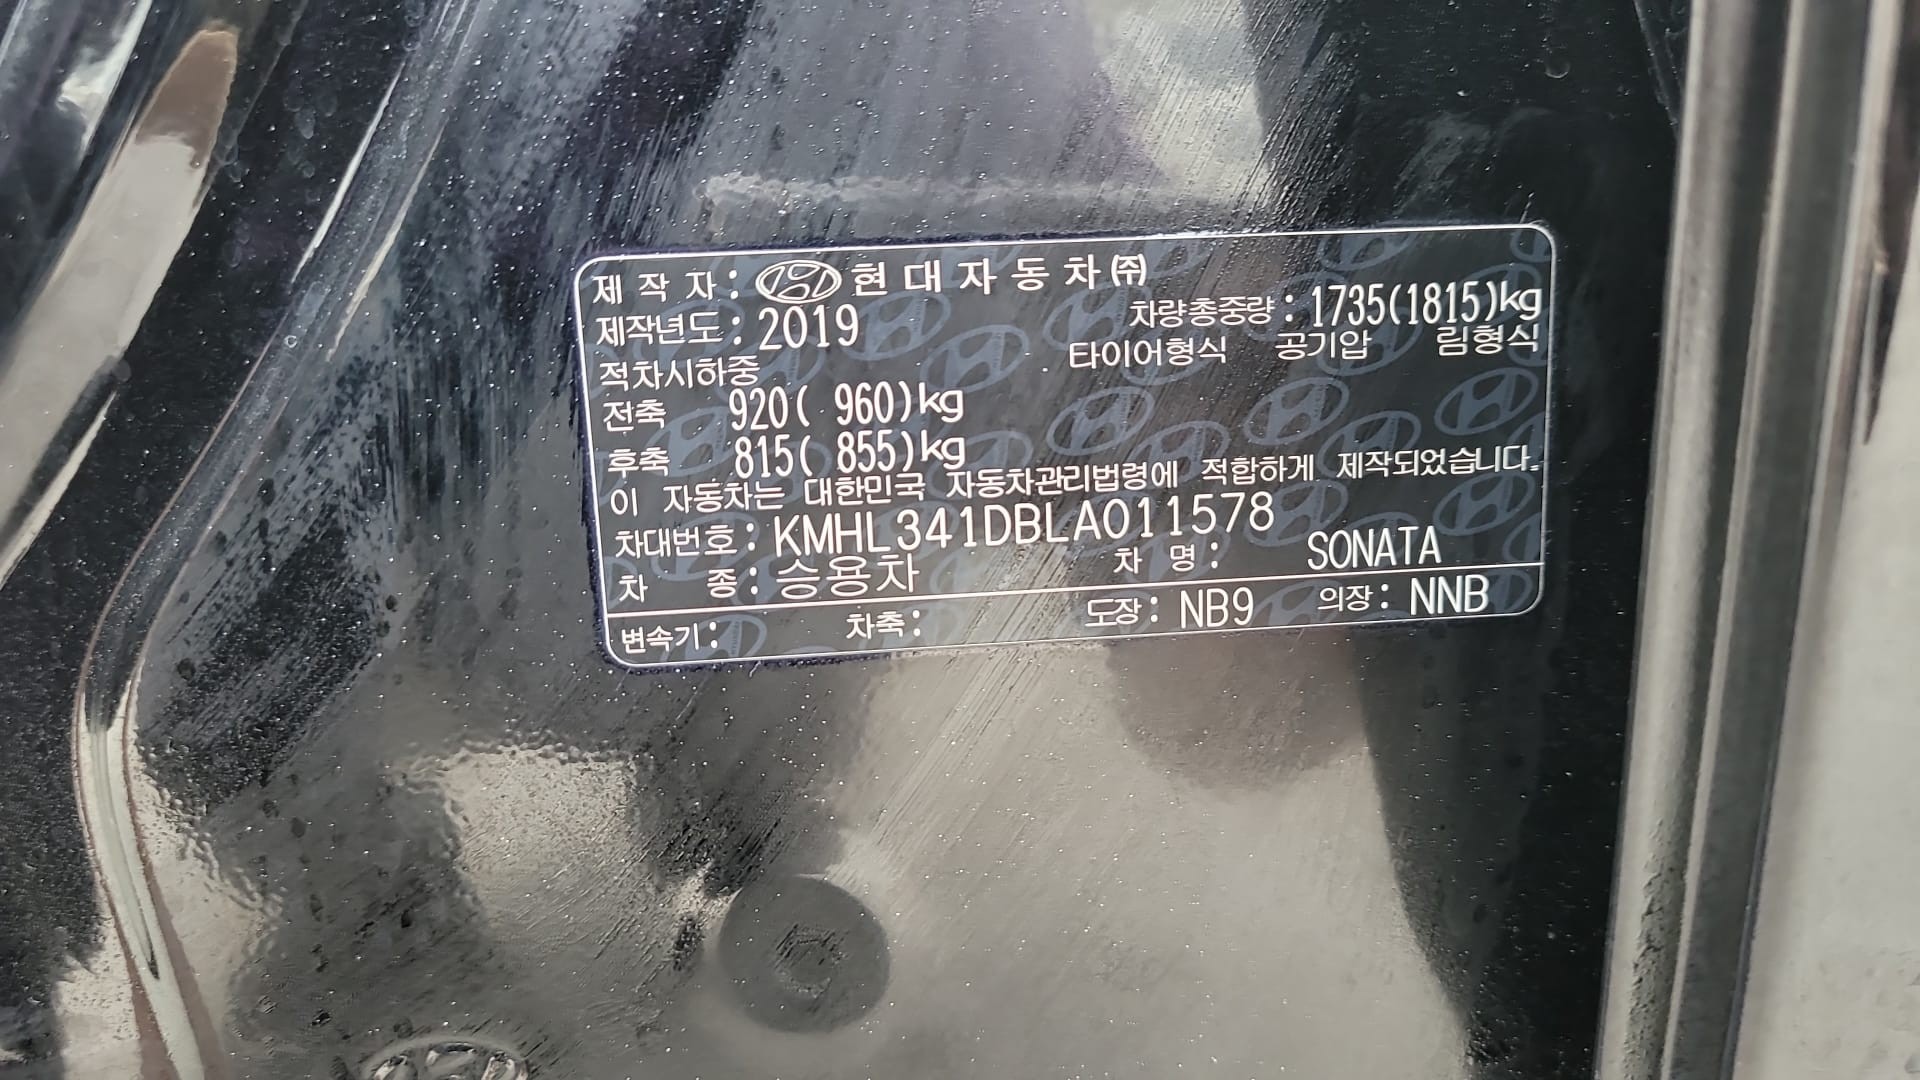 제 작 자 : 현 대 자 동 차 ㈜
제작년도 : 2019 차량총중량 : 1735(1815)kg
적차시하중 타이어형식 공기압 림형식
전축 920( 960)kg
후축 815( 855)kg
이 자동차는 대한민국 자동차관리법령에 적합하게 제작되었습니다.
차대번호 : KMHL341DBLA011578
차 종 : 승용차 차 명 : SONATA
변속기 : 차축 : 도장 : NB9 의장 : NNB